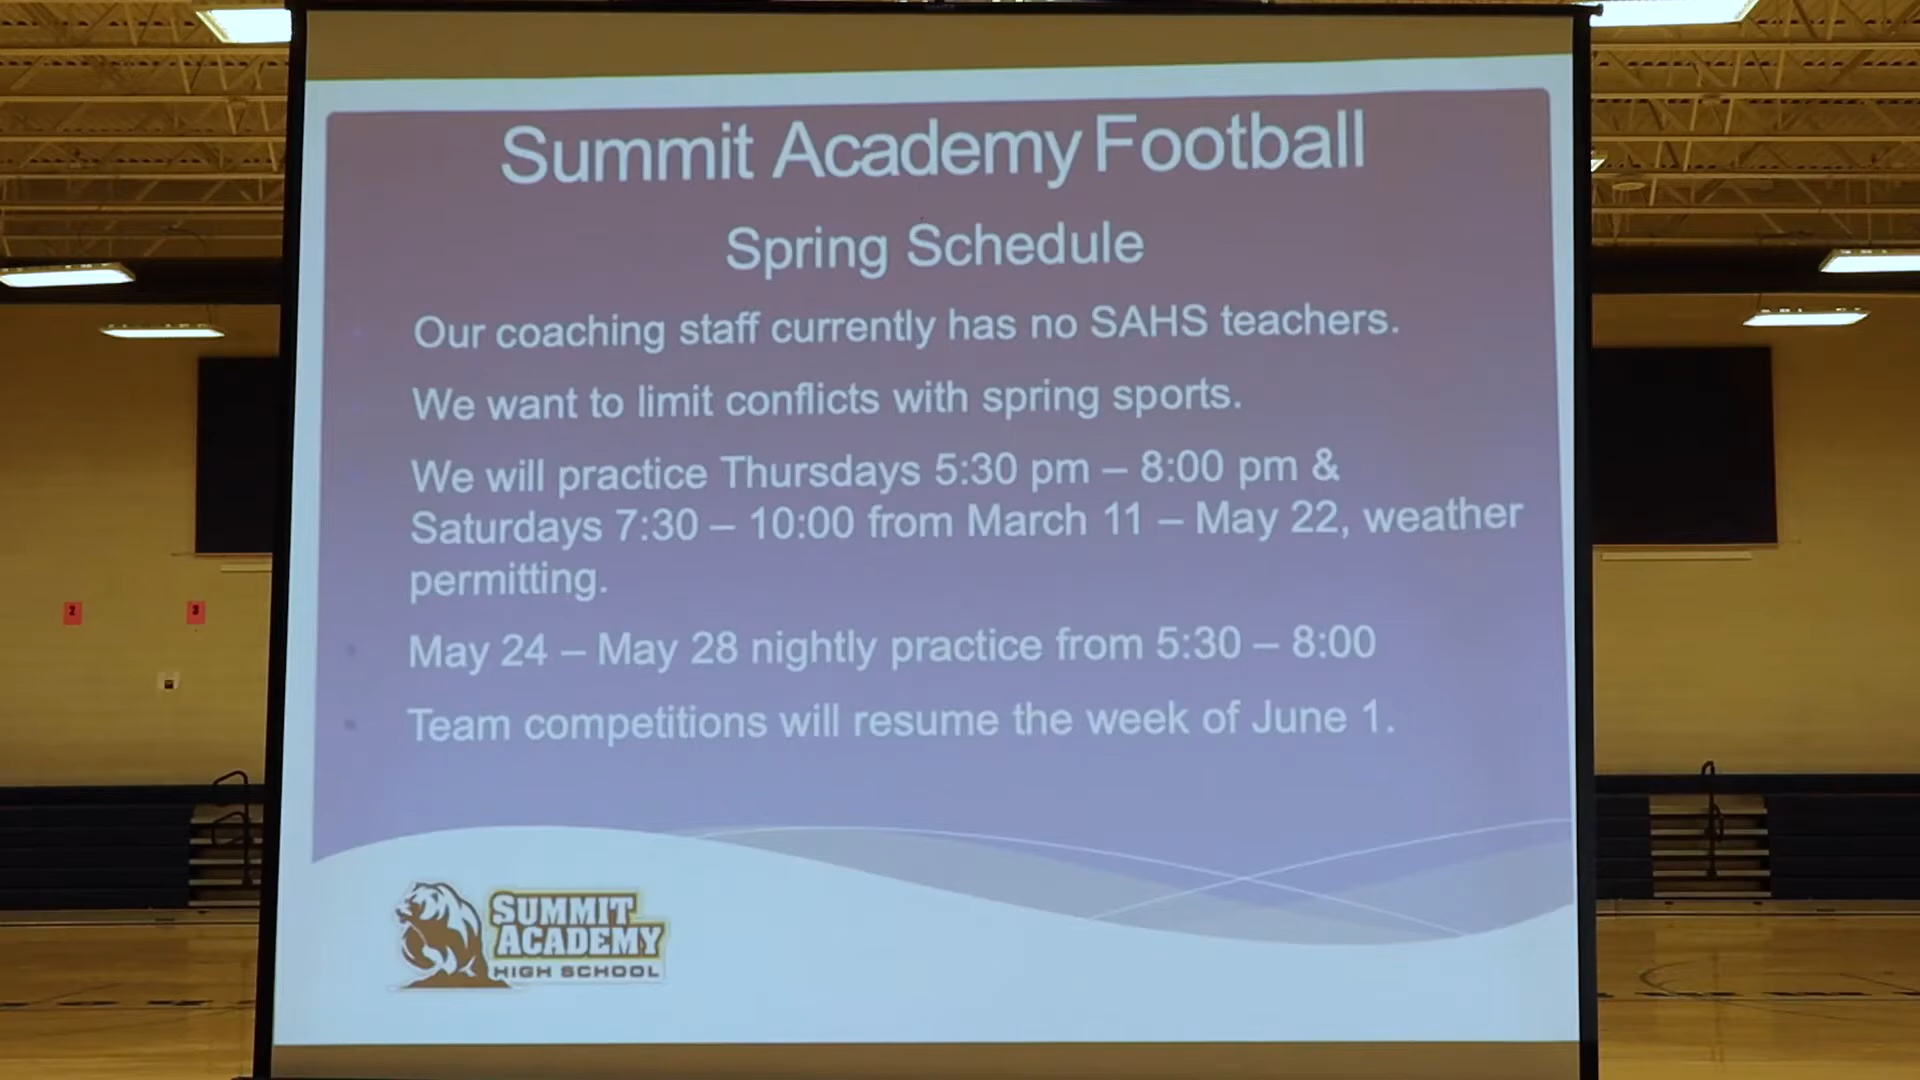 Summit Academy Football
Spring Schedule
Our coaching staff currently has no SAHS teachers.
We want to limit conflicts with spring sports.
We will practice Thursdays 5:30 pm – 8:00 pm &
Saturdays 7:30 – 10:00 from March 11 – May 22, weather
permitting.
May 24 – May 28 nightly practice from 5:30 – 8:00
Team competitions will resume the week of June 1.
2
3
SUMMIT
ACADEMY
HIGH SCHOOL